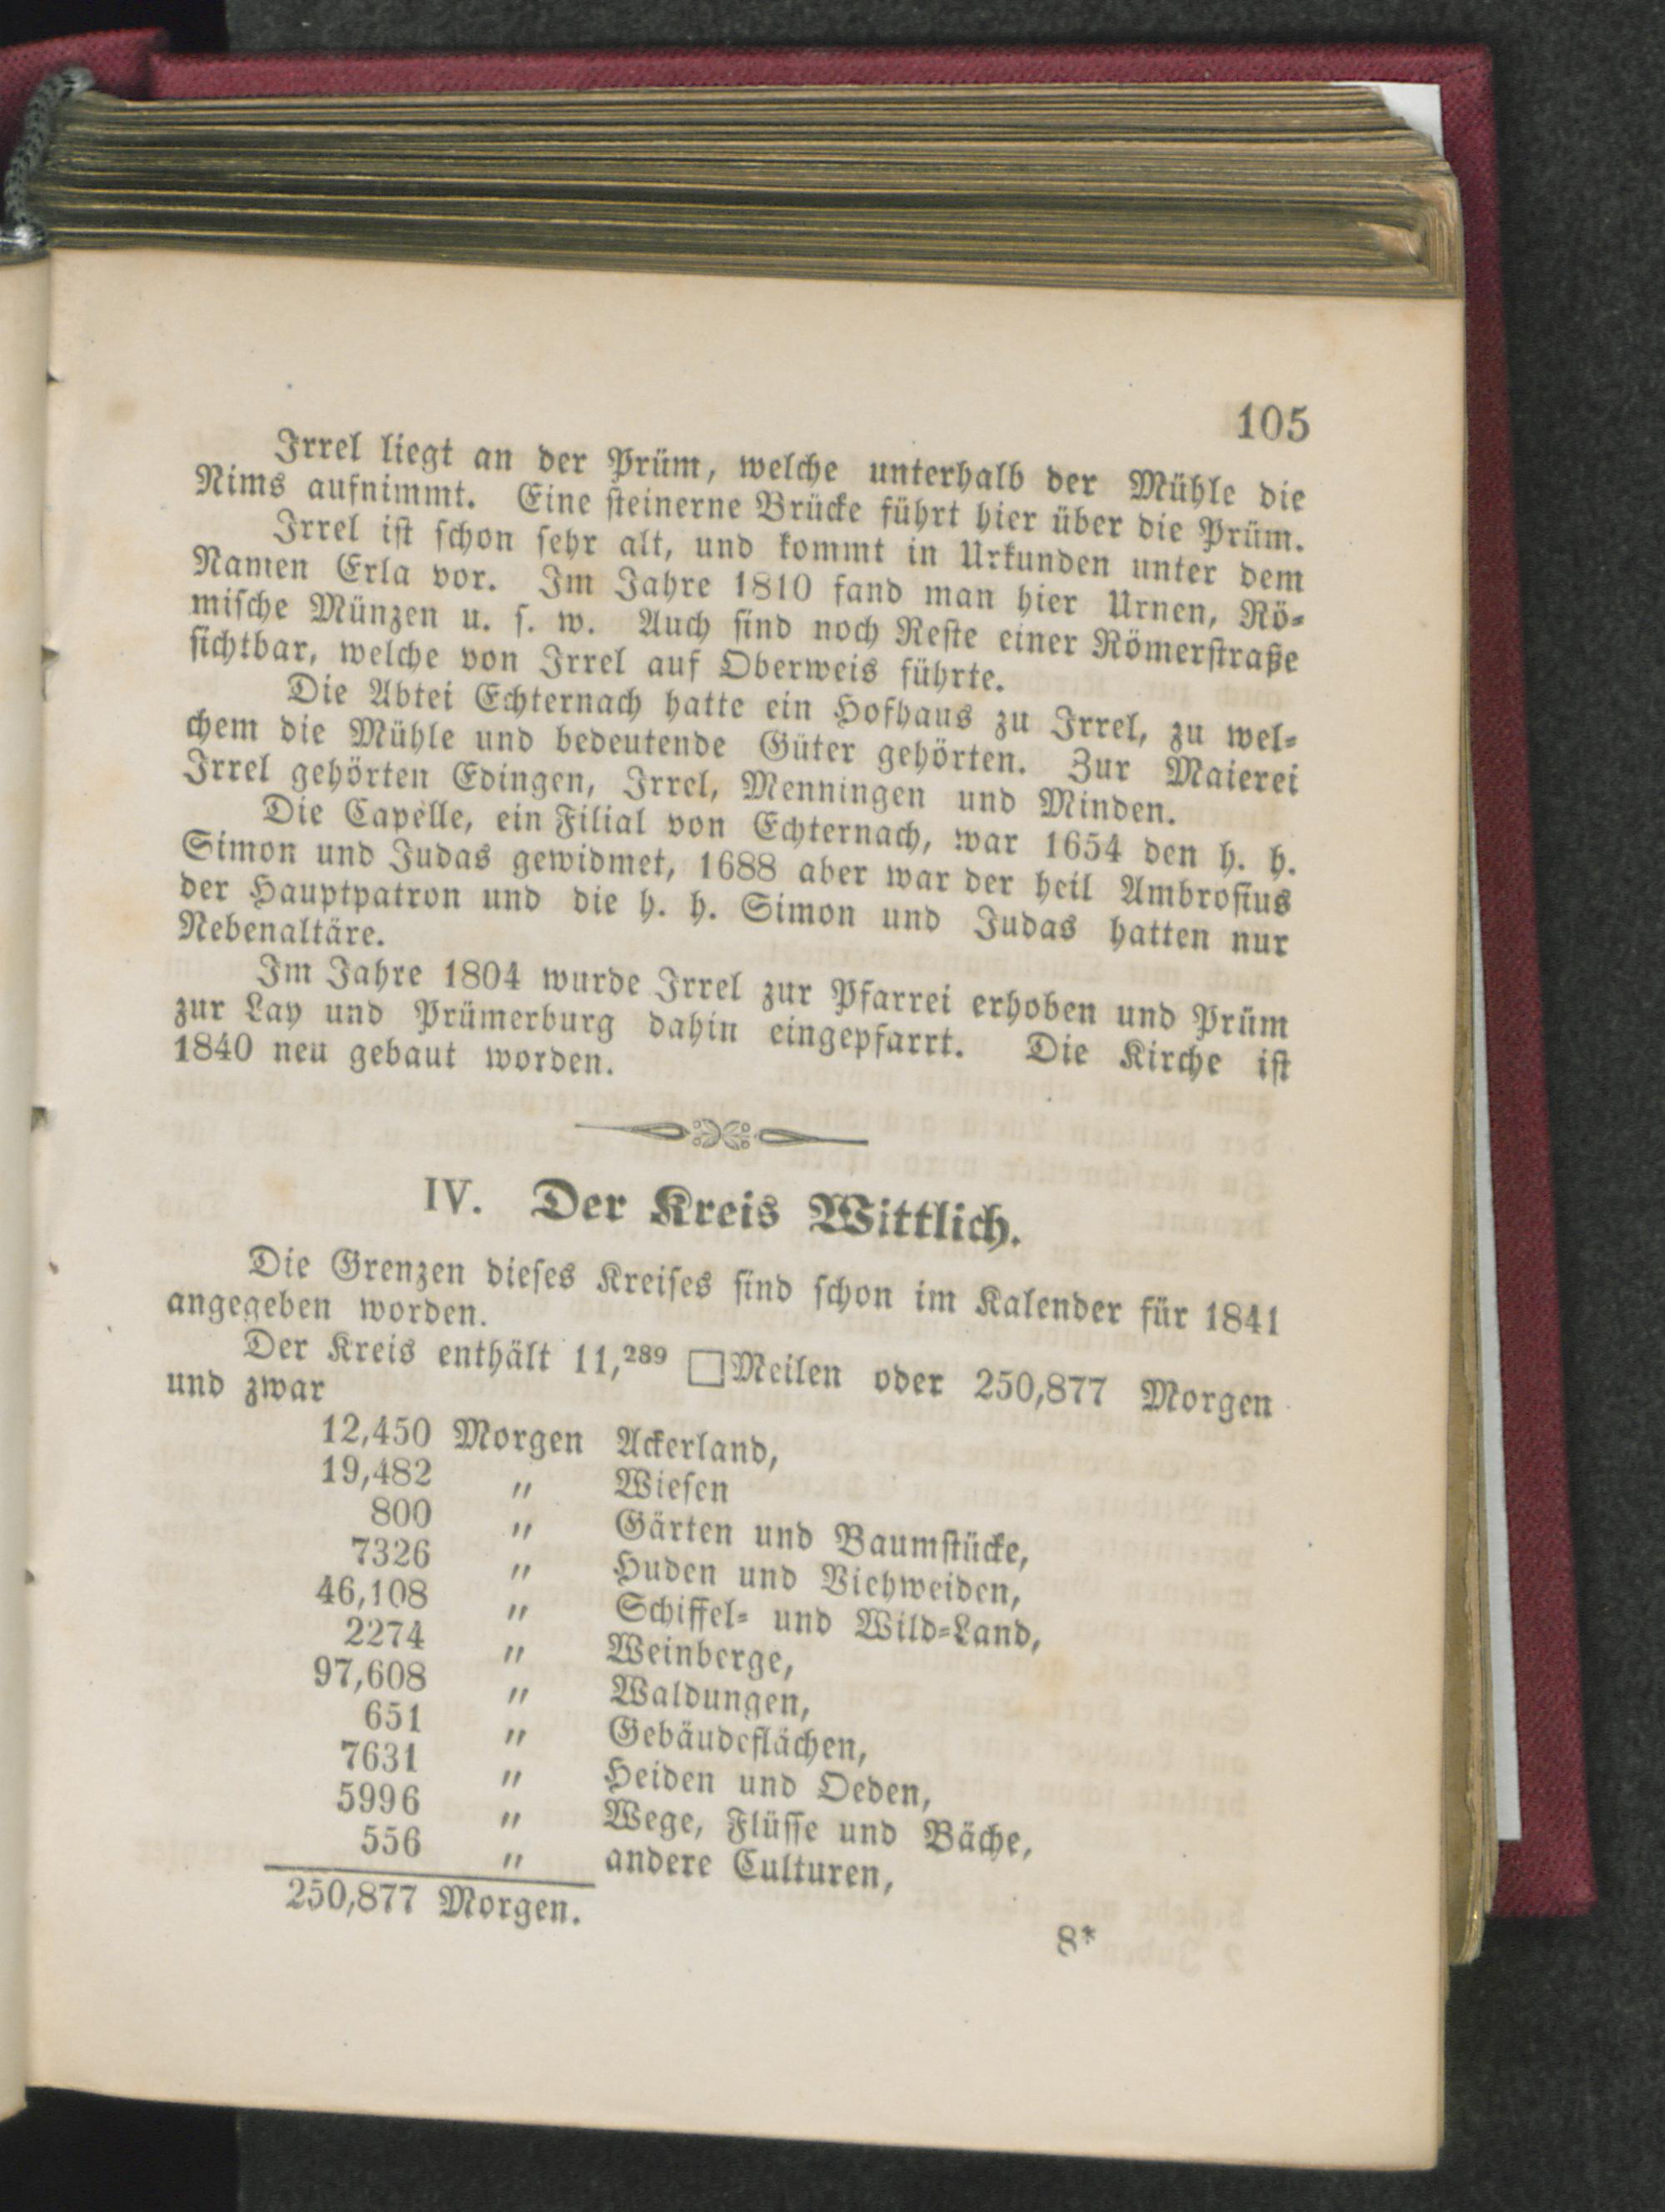 105
Irrel liegt an der Prüm, welche unterhalb der Mühle die
Nims aufnimmt. Eine steinerne Brücke führt hier über die Prüm.
Irrel ist schon sehr alt, und kommt in Urkunden unter dem
Namen Erla vor. Im Jahre 1810 fand man hier Urnen, Rö-
mische Münzen u. s. w. Auch sind noch Reste einer Römerstraße
sichtbar, welche von Irrel auf Oberweis führte.
Die Abtei Echternach hatte ein Hofhaus zu Irrel, zu wel-
chem die Mühle und bedeutende Güter gehörten. Zur Maierei
Irrel gehörten Edingen, Irrel, Menningen und Minden.
Die Capelle, ein Filial von Echternach, war 1654 den h. h.
Simon und Judas gewidmet, 1688 aber war der heil Ambrosius
der Hauptpatron und die h. h. Simon und Judas hatten nur
Nebenaltäre.
Im Jahre 1804 wurde Irrel zur Pfarrei erhoben und Prüm
zur Lay und Prümerburg dahin eingepfarrt. Die Kirche ist
1840 neu gebaut worden.
IV. Der Kreis Wittlich.
Die Grenzen dieses Kreises sind schon im Kalender für 1841
angegeben worden.
Der Kreis enthält 11,289 □Meilen oder 250,877 Morgen
und zwar
12,450 Morgen Ackerland,
19,482 " Wiesen
800 " Gärten und Baumstücke,
7326 " Huden und Viehweiden,
46,108 " Schiffel- und Wild-Land,
2274 " Weinberge,
97,608 " Waldungen,
651 " Gebäudeflächen,
7631 " Heiden und Oeden,
5996 " Wege, Flüsse und Bäche,
556 " andere Culturen,
250,877 Morgen.
8*